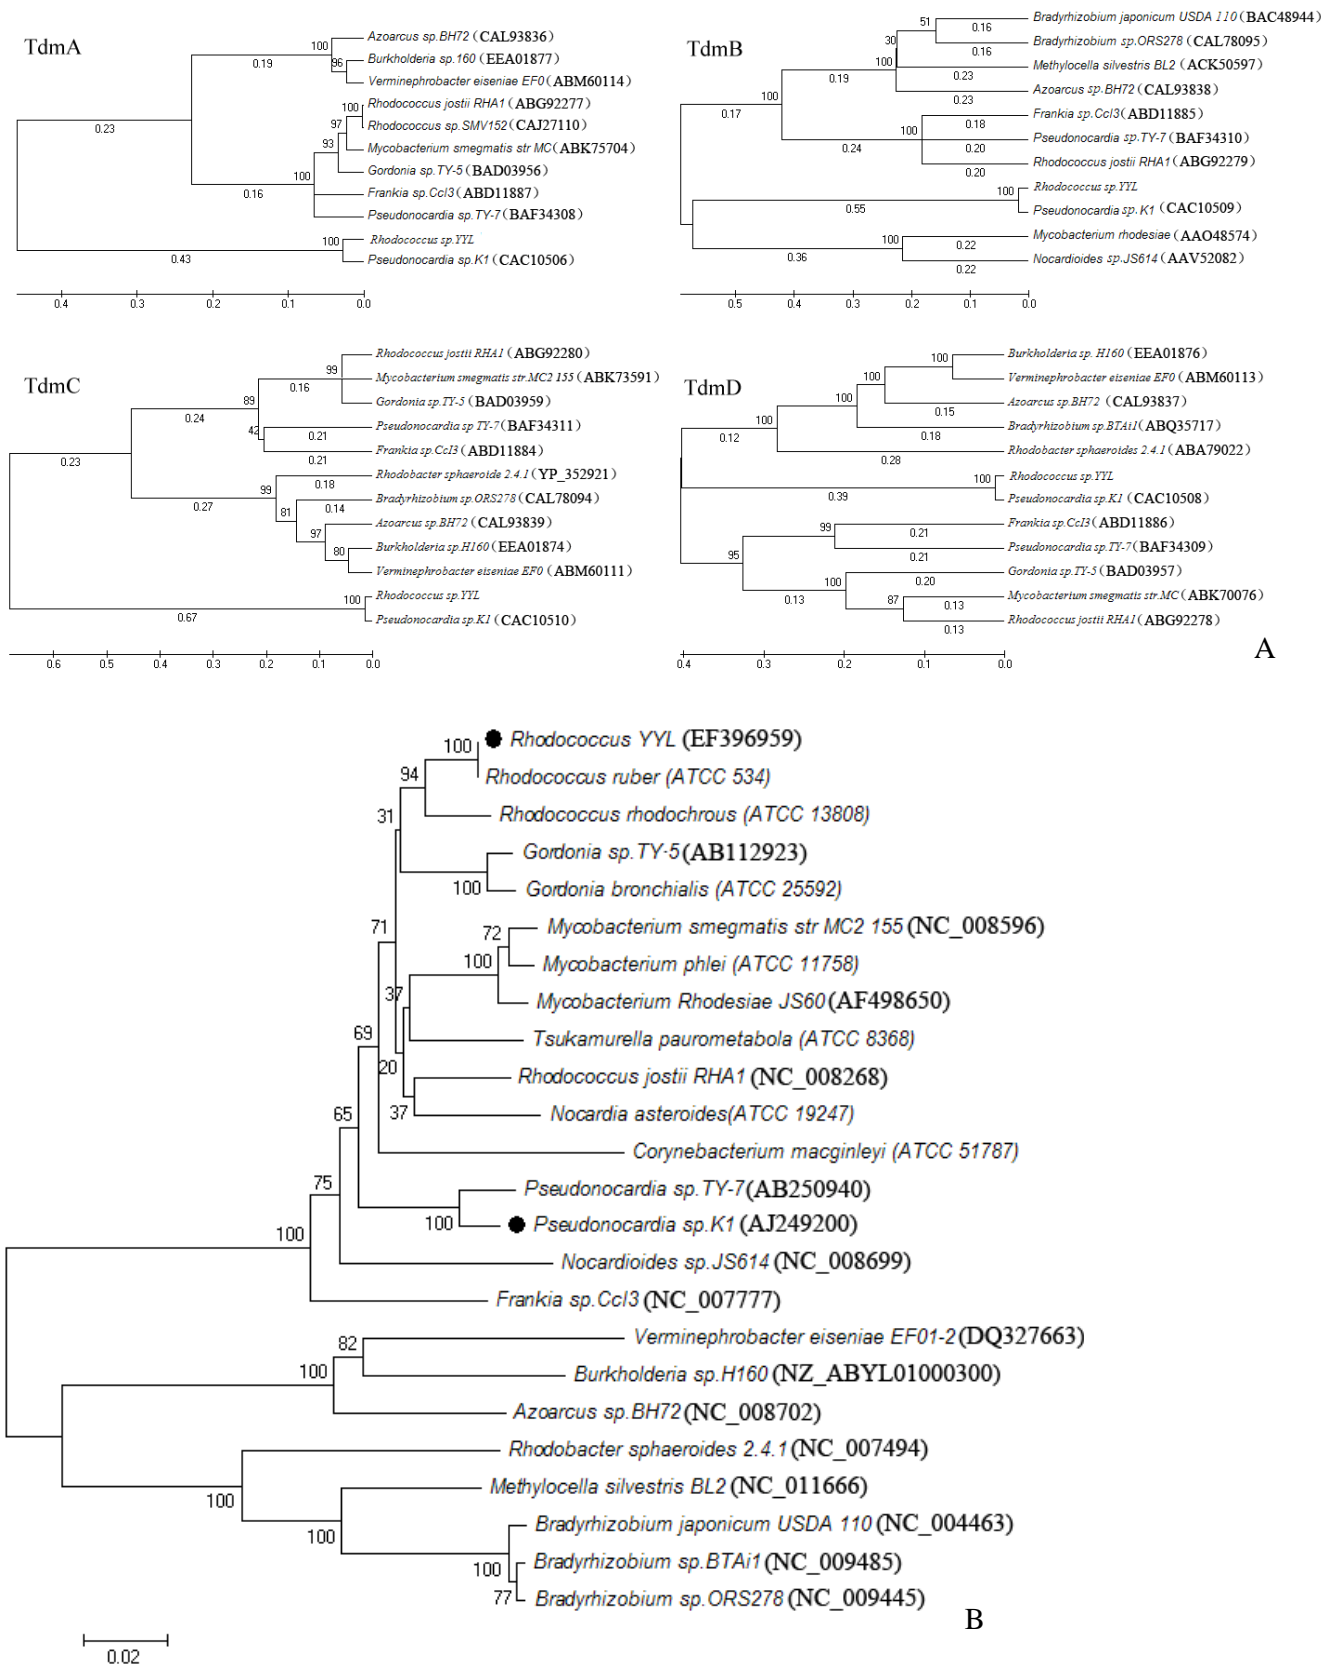 TdmA
100
Azoarcus sp.BH72 (CAL93836)
0.19
96
Burkholderia sp.160 (EEA01877)
Verminephrobacter eiseniae EF0 (ABM60114)
0.23
100
Rhodococcus jostii RHA1 (ABG92277)
97
Rhodococcus sp.SMV152 (CAJ27110)
93
Mycobacterium smegmatis str MC (ABK75704)
100
Gordonia sp.TY-5 (BAD03956)
0.16
Frankia sp.CcI3 (ABD11887)
Pseudonocardia sp.TY-7 (BAF34308)
100
Rhodococcus sp.YYL
0.43
Pseudonocardia sp.K1 (CAC10506)
0.4 0.3 0.2 0.1 0.0
TdmB
51
Bradyrhizobium japonicum USDA 110 (BAC48944)
0.16
30
Bradyrhizobium sp.ORS278 (CAL78095)
0.16
100
Methylocella silvestris BL2 (ACK50597)
0.19
0.23
100
Azoarcus sp.BH72 (CAL93838)
0.23
0.17
Frankia sp.CcI3 (ABD11885)
0.18
100
Pseudonocardia sp.TY-7 (BAF34310)
0.24
0.20
Rhodococcus jostii RHA1 (ABG92279)
0.20
100
Rhodococcus sp.YYL
0.55
Pseudonocardia sp.K1 (CAC10509)
100
Mycobacterium rhodesiae (AAO48574)
0.36
0.22
Nocardioides sp.JS614 (AAV52082)
0.22
0.5 0.4 0.3 0.2 0.1 0.0
TdmC
Rhodococcus jostii RHA1 (ABG92280)
99
Mycobacterium smegmatis str.MC2 155 (ABK73591)
0.16
89
Gordonia sp.TY-5 (BAD03959)
0.24
42
Pseudonocardia sp TY-7 (BAF34311)
0.21
Frankia sp.CcI3 (ABD11884)
0.23
0.21
Rhodobacter sphaeroide 2.4.1 (YP_352921)
99
0.18
0.27
Bradyrhizobium sp.ORS278 (CAL78094)
81
0.14
97
Azoarcus sp.BH72 (CAL93839)
80
Burkholderia sp.H160 (EEA01874)
Verminephrobacter eiseniae EF0 (ABM60111)
100
Rhodococcus sp.YYL
0.67
Pseudonocardia sp.K1 (CAC10510)
0.6 0.5 0.4 0.3 0.2 0.1 0.0
TdmD
100
Burkholderia sp. H160 (EEA01876)
100
Verminephrobacter eiseniae EF0 (ABM60113)
100
Azoarcus sp.BH72 (CAL93837)
0.15
100
Bradyrhizobium sp.BTAi1 (ABQ35717)
0.12
0.18
Rhodobacter sphaeroides 2.4.1 (ABA79022)
0.28
100
Rhodococcus sp.YYL
0.39
Pseudonocardia sp.K1 (CAC10508)
99
Frankia sp.CcI3 (ABD11886)
0.21
95
Pseudonocardia sp.TY-7 (BAF34309)
0.21
100
Gordonia sp.TY-5 (BAD03957)
0.20
0.13
87
Mycobacterium smegmatis str.MC (ABK70076)
0.13
Rhodococcus jostii RHA1 (ABG92278)
0.13
0.4 0.3 0.2 0.1 0.0
A
100
Rhodococcus YYL (EF396959)
94
Rhodococcus ruber (ATCC 534)
31
Rhodococcus rhodochrous (ATCC 13808)
Gordonia sp.TY-5 (AB112923)
100
Gordonia bronchialis (ATCC 25592)
71
72
Mycobacterium smegmatis str MC2 155 (NC_008596)
100
Mycobacterium phlei (ATCC 11758)
37
Mycobacterium Rhodesiae JS60 (AF498650)
69
Tsukamurella paurometabola (ATCC 8368)
20
Rhodococcus jostii RHA1 (NC_008268)
65
37
Nocardia asteroides(ATCC 19247)
Corynebacterium macginleyi (ATCC 51787)
75
Pseudonocardia sp.TY-7 (AB250940)
100
100
Pseudonocardia sp.K1 (AJ249200)
Nocardioides sp.JS614 (NC_008699)
Frankia sp.CcI3 (NC_007777)
82
Verminephrobacter eiseniae EF01-2 (DQ327663)
100
Burkholderia sp.H160 (NZ_ABYL01000300)
Azoarcus sp.BH72 (NC_008702)
Rhodobacter sphaeroides 2.4.1 (NC_007494)
100
Methylocella silvestris BL2 (NC_011666)
100
Bradyrhizobium japonicum USDA 110 (NC_004463)
100
Bradyrhizobium sp.BTAi1 (NC_009485)
77
Bradyrhizobium sp.ORS278 (NC_009445)
B
0.02